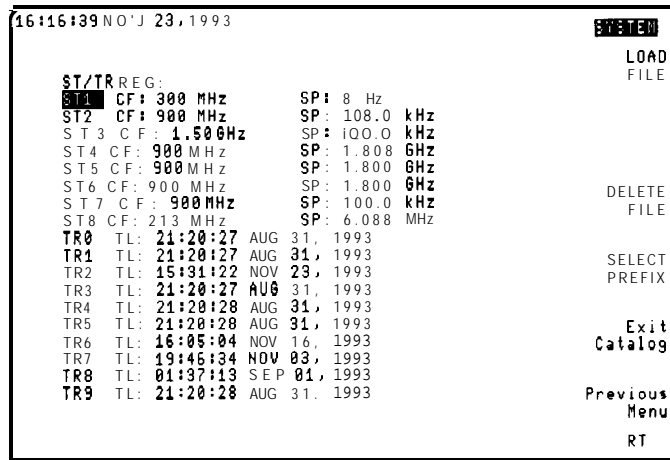 16:16:39 NO'J 23, 1993
SYSTEM
LOAD
FILE
ST/TR REG:
ST1 CF: 300 MHz SP: 8 Hz
ST2 CF: 900 MHz SP: 108.0 kHz
ST3 CF: 1.50 GHz SP: iQO.O kHz
ST4 CF: 900 MHz SP: 1.808 GHz
ST5 CF: 900 MHz SP: 1.800 GHz
ST6 CF: 900 MHz SP: 1.800 GHz
ST7 CF: 900 MHz SP: 100.0 kHz
ST8 CF: 213 MHz SP: 6.088 MHz
TR0 TL: 21:20:27 AUG 31, 1993
TR1 TL: 21:20:27 AUG 31, 1993
TR2 TL: 15:31:22 NOV 23, 1993
TR3 TL: 21:20:27 AUG 31, 1993
TR4 TL: 21:20:28 AUG 31, 1993
TR5 TL: 21:20:28 AUG 31, 1993
TR6 TL: 16:05:04 NOV 16, 1993
TR7 TL: 19:46:34 NOV 03, 1993
TR8 TL: 01:37:13 SEP 01, 1993
TR9 TL: 21:20:28 AUG 31. 1993
DELETE
FILE
SELECT
PREFIX
Exit
Catalog
Previous
Menu
RT